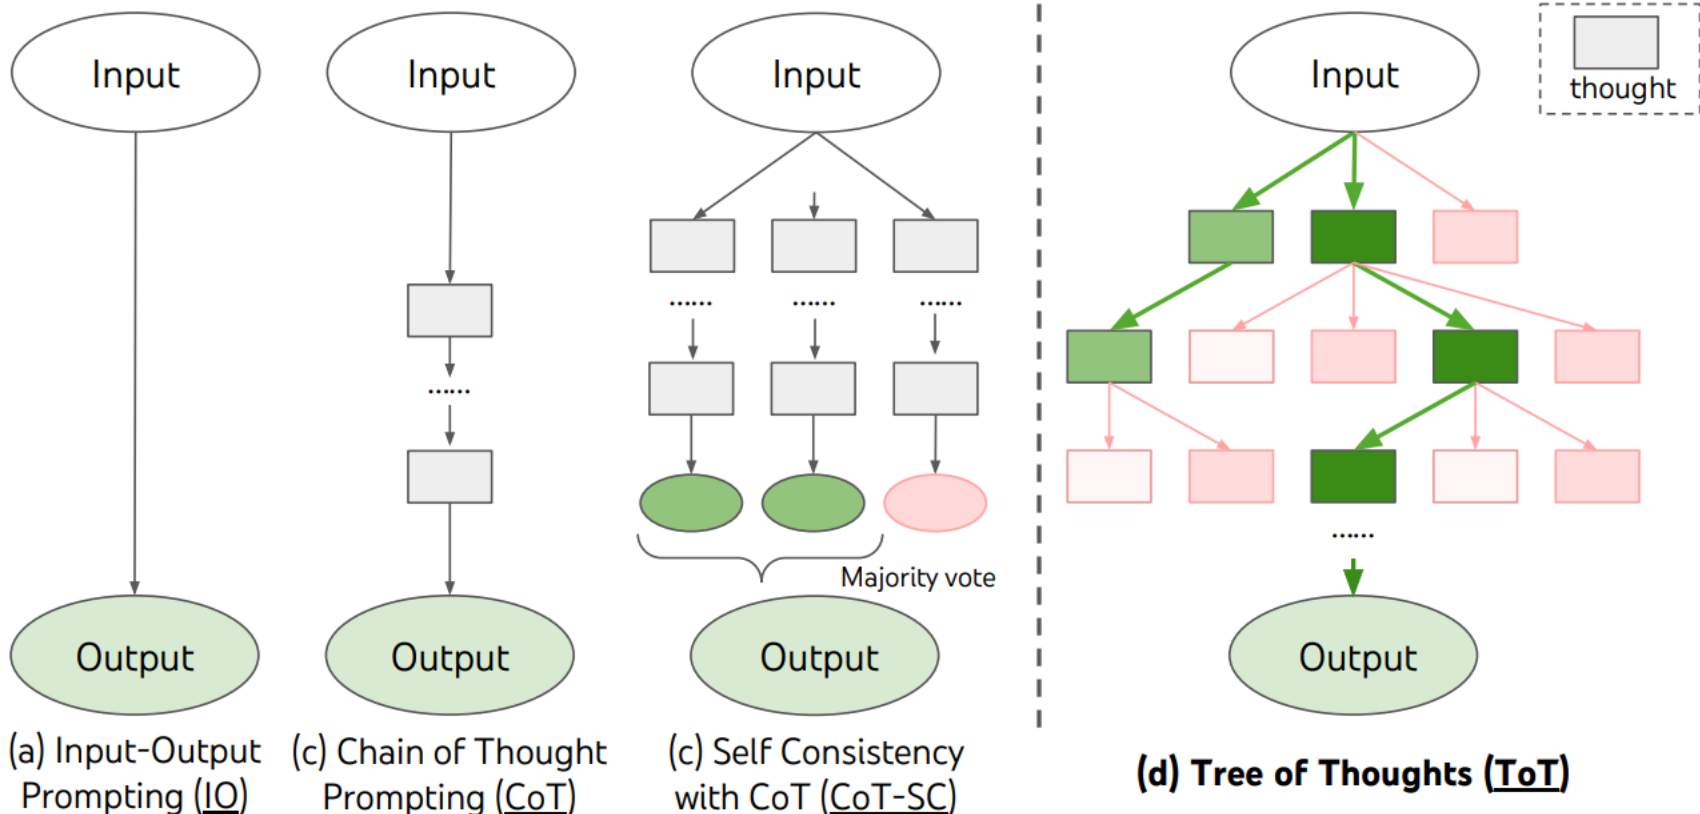 Input
Input
Input
Input
thought
......
......
......
......
......
Majority vote
Output
Output
Output
Output
(a) Input-Output
Prompting (IO)
(c) Chain of Thought
Prompting (CoT)
(c) Self Consistency
with CoT (CoT-SC)
(d) Tree of Thoughts (ToT)